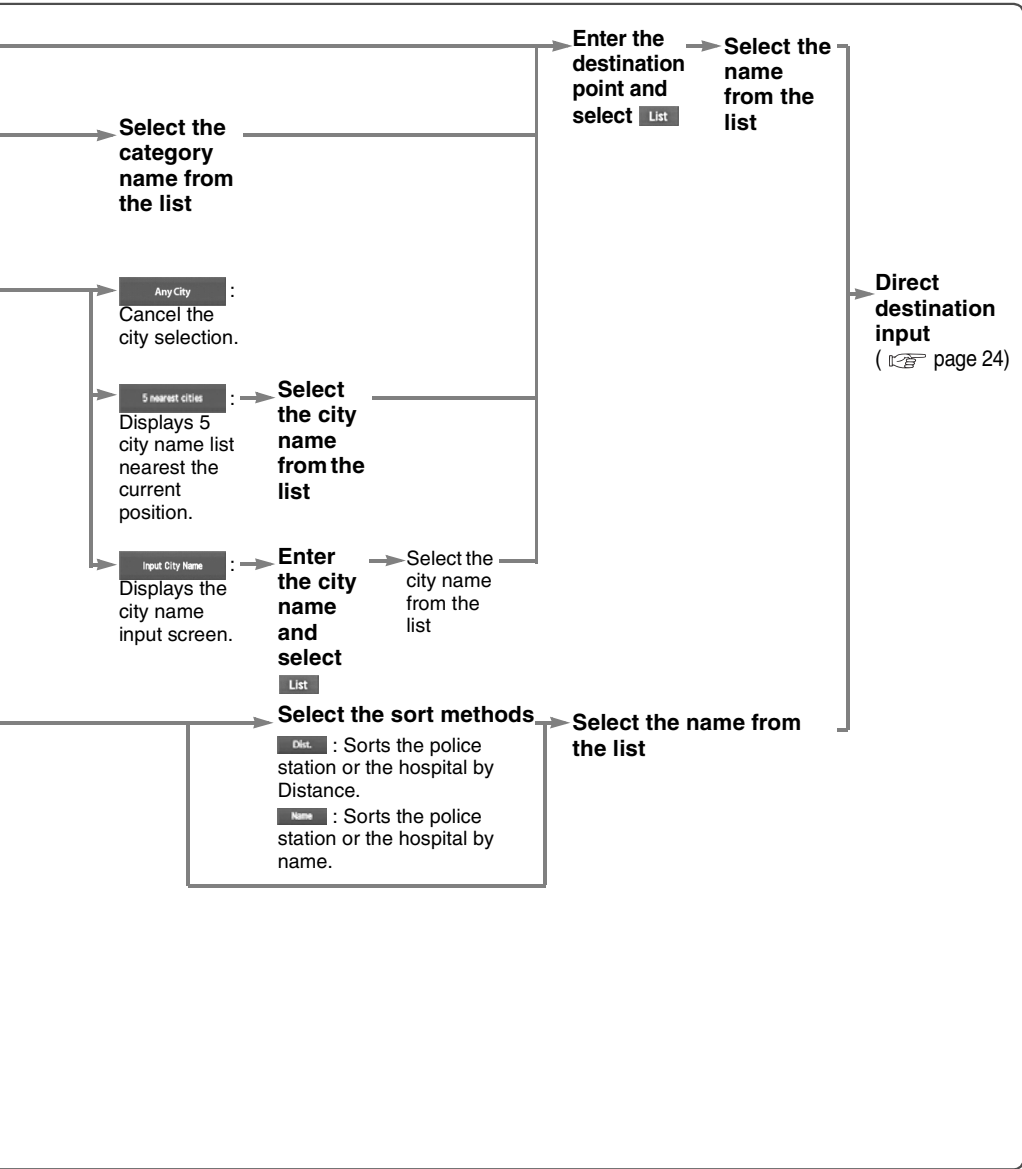 Enter the
destination
point and
select List
Select the
name
from the
list
Select the
category
name from
the list
Any City :
Cancel the
city selection.
5 nearest cities :
Displays 5
city name list
nearest the
current
position.
Select
the city
name
from the
list
Input City Name :
Displays the
city name
input screen.
Enter
the city
name
and
select
List
Select the
city name
from the
list
Direct
destination
input
( page 24)
Select the sort methods
Dist. : Sorts the police
station or the hospital by
Distance.
Name : Sorts the police
station or the hospital by
name.
Select the name from
the list